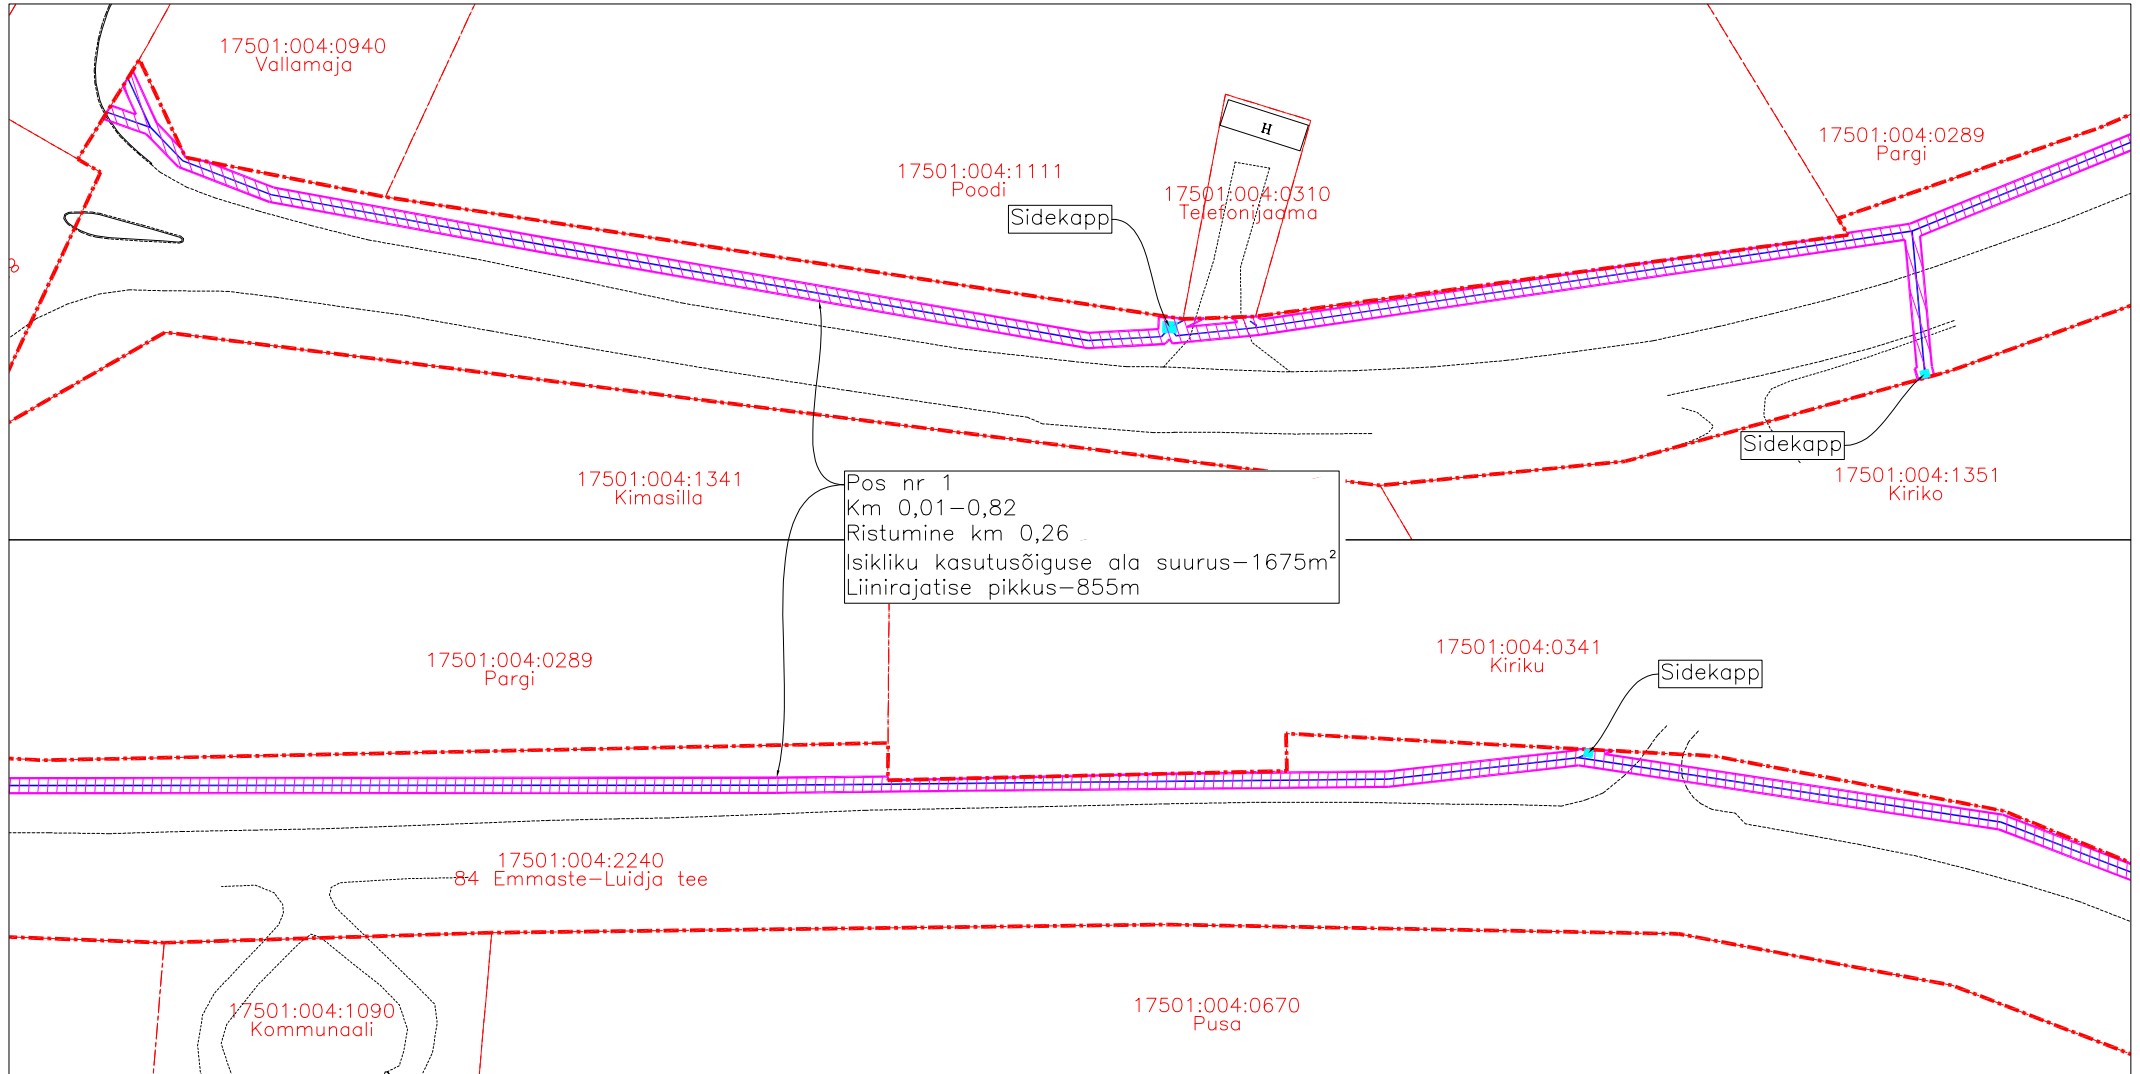 17501:004:0940
Vallamaja
17501:004:1111
Poodi
17501:004:0310
Telefonijaama
H
17501:004:0289
Pargi
Sidekapp
Sidekapp
17501:004:1341
Kimasilla
17501:004:1351
Kiriko
Pos nr 1
Km 0,01-0,82
Ristumine km 0,26
Isikliku kasutusõiguse ala suurus-1675m²
Liinirajatise pikkus-855m
17501:004:0289
Pargi
17501:004:0341
Kiriku
Sidekapp
17501:004:2240
84 Emmaste-Luidja tee
17501:004:1090
Kommunaali
17501:004:0670
Pusa